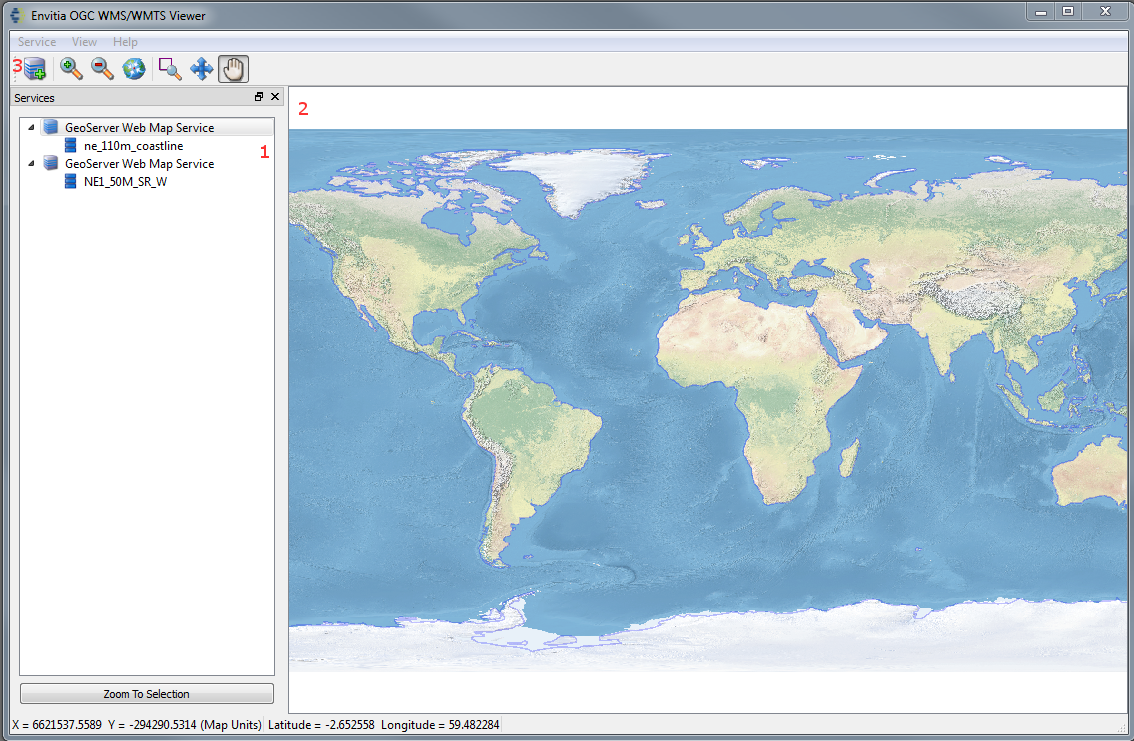 Envitia OGC WMS/WMTS Viewer
Service View Help
3
Services
2
GeoServer Web Map Service
ne_110m_coastline
1
GeoServer Web Map Service
NE1_50M_SR_W
Zoom To Selection
X = 6621537.5589 Y = -294290.5314 (Map Units) Latitude = -2.652558 Longitude = 59.482284